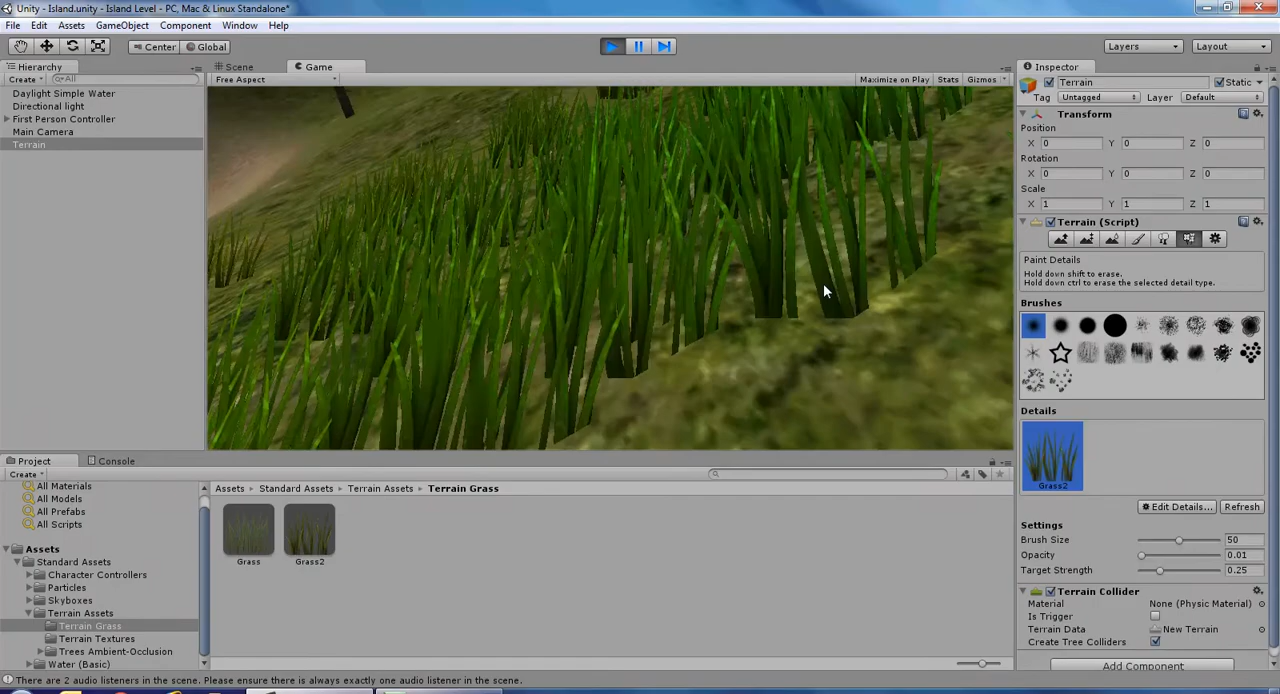 Unity - Island.unity - Island Level - PC, Mac & Linux Standalone*
File Edit Assets GameObject Component Window Help
Center Global Layers Layout
Hierarchy
Create All
Daylight Simple Water
Directional light
First Person Controller
Main Camera
Terrain
Scene Game
Free Aspect Maximize on Play Stats Gizmos
Inspector
Terrain Static
Tag Untagged Layer Default
Transform
Position
X 0 Y 0 Z 0
Rotation
X 0 Y 0 Z 0
Scale
X 1 Y 1 Z 1
Terrain (Script)
Paint Details
Hold down shift to erase.
Hold down ctrl to erase the selected detail type.
Brushes
Details
Grass2
Edit Details... Refresh
Settings
Brush Size 50
Opacity 0.01
Target Strength 0.25
Terrain Collider
Material None (Physic Material)
Is Trigger
Terrain Data New Terrain
Create Tree Colliders
Add Component
Project Console
Create
All Materials
All Models
All Prefabs
All Scripts
Assets
Standard Assets
Character Controllers
Particles
Skyboxes
Terrain Assets
Terrain Grass
Terrain Textures
Trees Ambient-Occlusion
Water (Basic)
Assets Standard Assets Terrain Assets Terrain Grass
Grass Grass2
There are 2 audio listeners in the scene. Please ensure there is always exactly one audio listener in the scene.